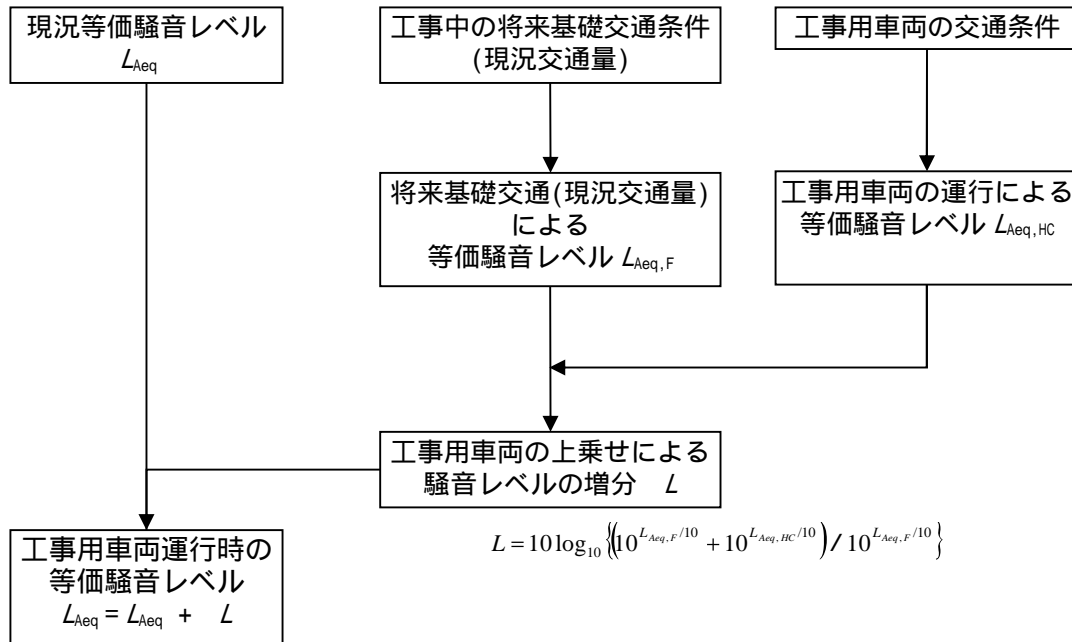 現況等価騒音レベル
LAeq
工事中の将来基礎交通条件
(現況交通量)
工事用車両の交通条件
将来基礎交通(現況交通量)
による
等価騒音レベル LAeq,F
工事用車両の運行による
等価騒音レベル LAeq,HC
工事用車両の上乗せによる
騒音レベルの増分　L
L = 10 log10 {(10^{L_{Aeq,F}/10} + 10^{L_{Aeq,HC}/10}) / 10^{L_{Aeq,F}/10}}
工事用車両運行時の
等価騒音レベル
LAeq = LAeq + 　L